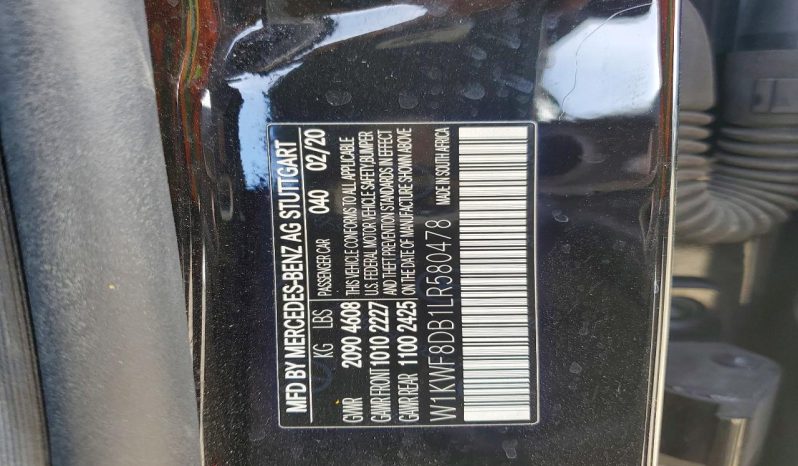 MFD BY MERCEDES-BENZ AG STUTTGART
KG LBS PASSENGER CAR 040 02/20
GVWR 2090 4608 THIS VEHICLE CONFORMS TO ALL APPLICABLE
GAWR FRONT 1010 2227 U.S. FEDERAL MOTOR VEHICLE SAFETY,BUMPER
AND THEFT PREVENTION STANDARDS IN EFFECT
GAWR REAR 1100 2425 ON THE DATE OF MANUFACTURE SHOWN ABOVE
W1KWF8DB1LR580478 MADE IN SOUTH AFRICA